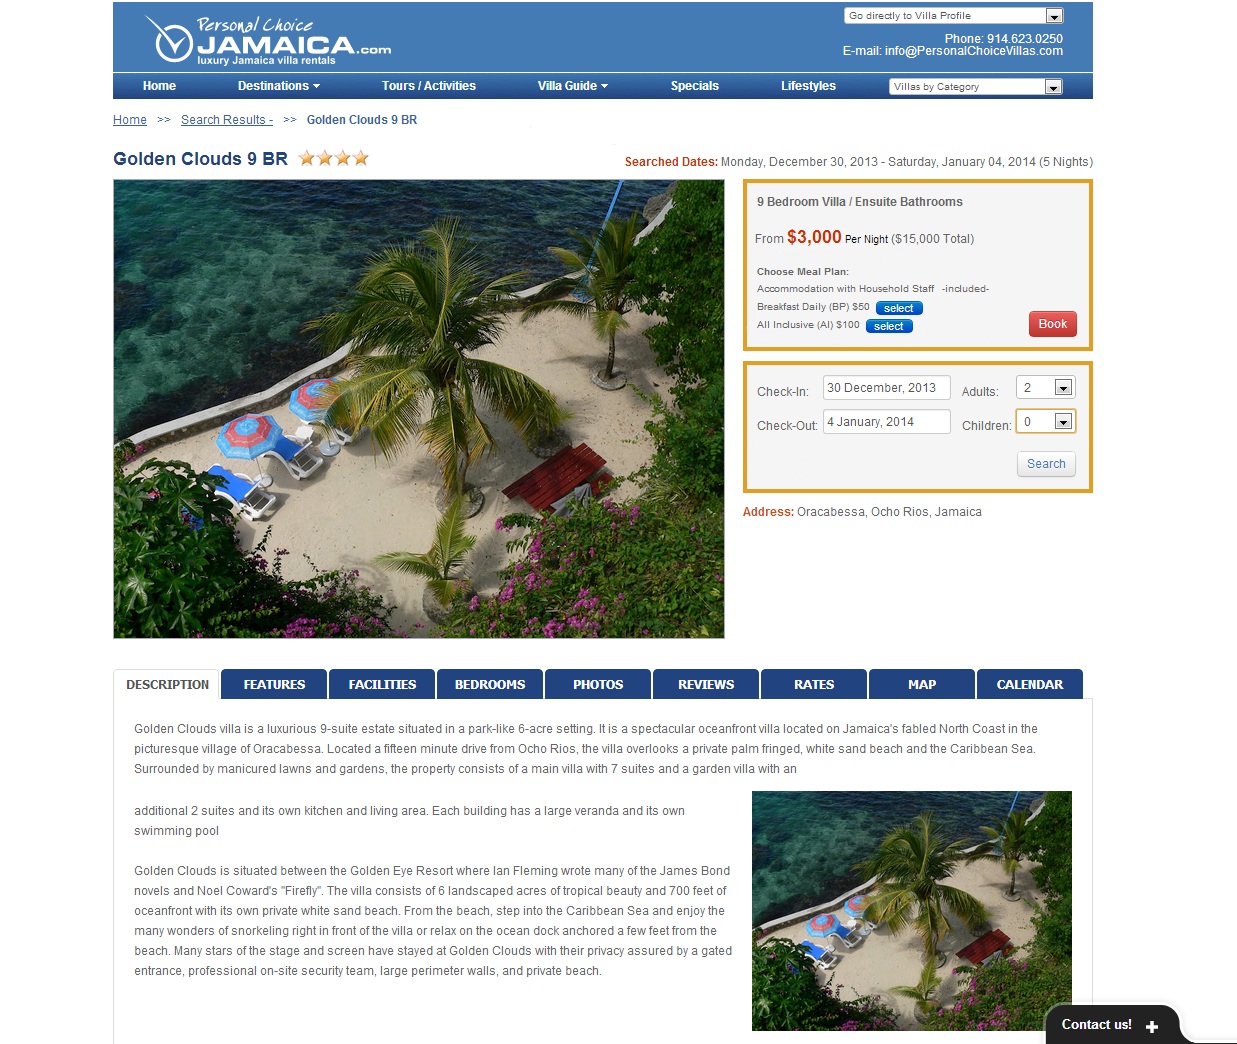 Personal Choice
JAMAICA.com
luxury Jamaica villa rentals
Go directly to Villa Profile
Phone: 914.623.0250
E-mail: info@PersonalChoiceVillas.com
Home Destinations Tours / Activities Villa Guide Specials Lifestyles Villas by Category
Home >> Search Results - >> Golden Clouds 9 BR
Golden Clouds 9 BR
Searched Dates: Monday, December 30, 2013 - Saturday, January 04, 2014 (5 Nights)
9 Bedroom Villa / Ensuite Bathrooms
From $3,000 Per Night ($15,000 Total)
Choose Meal Plan:
Accommodation with Household Staff -included-
Breakfast Daily (BP) $50 select
All Inclusive (AI) $100 select
Book
Check-In: 30 December, 2013 Adults: 2
Check-Out: 4 January, 2014 Children: 0
Search
Address: Oracabessa, Ocho Rios, Jamaica
DESCRIPTION FEATURES FACILITIES BEDROOMS PHOTOS REVIEWS RATES MAP CALENDAR
Golden Clouds villa is a luxurious 9-suite estate situated in a park-like 6-acre setting. It is a spectacular oceanfront villa located on Jamaica's fabled North Coast in the
picturesque village of Oracabessa. Located a fifteen minute drive from Ocho Rios, the villa overlooks a private palm fringed, white sand beach and the Caribbean Sea.
Surrounded by manicured lawns and gardens, the property consists of a main villa with 7 suites and a garden villa with an
additional 2 suites and its own kitchen and living area. Each building has a large veranda and its own
swimming pool
Golden Clouds is situated between the Golden Eye Resort where Ian Fleming wrote many of the James Bond
novels and Noel Coward's "Firefly". The villa consists of 6 landscaped acres of tropical beauty and 700 feet of
oceanfront with its own private white sand beach. From the beach, step into the Caribbean Sea and enjoy the
many wonders of snorkeling right in front of the villa or relax on the ocean dock anchored a few feet from the
beach. Many stars of the stage and screen have stayed at Golden Clouds with their privacy assured by a gated
entrance, professional on-site security team, large perimeter walls, and private beach.
Contact us! +